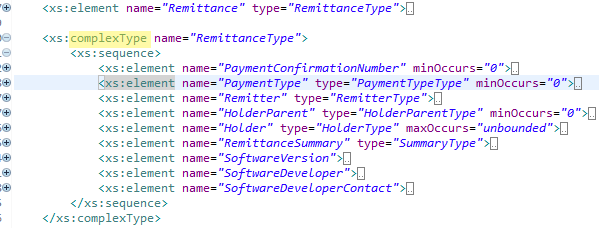 <xs:element name="Remittance" type="RemittanceType">
<xs:complexType name="RemittanceType">
<xs:sequence>
<xs:element name="PaymentConfirmationNumber" minOccurs="0">
<xs:element name="PaymentType" type="PaymentTypeType" minOccurs="0">
<xs:element name="Remitter" type="RemitterType">
<xs:element name="HolderParent" type="HolderParentType" minOccurs="0">
<xs:element name="Holder" type="HolderType" maxOccurs="unbounded">
<xs:element name="RemittanceSummary" type="SummaryType">
<xs:element name="SoftwareVersion">
<xs:element name="SoftwareDeveloper">
<xs:element name="SoftwareDeveloperContact">
</xs:sequence>
</xs:complexType>